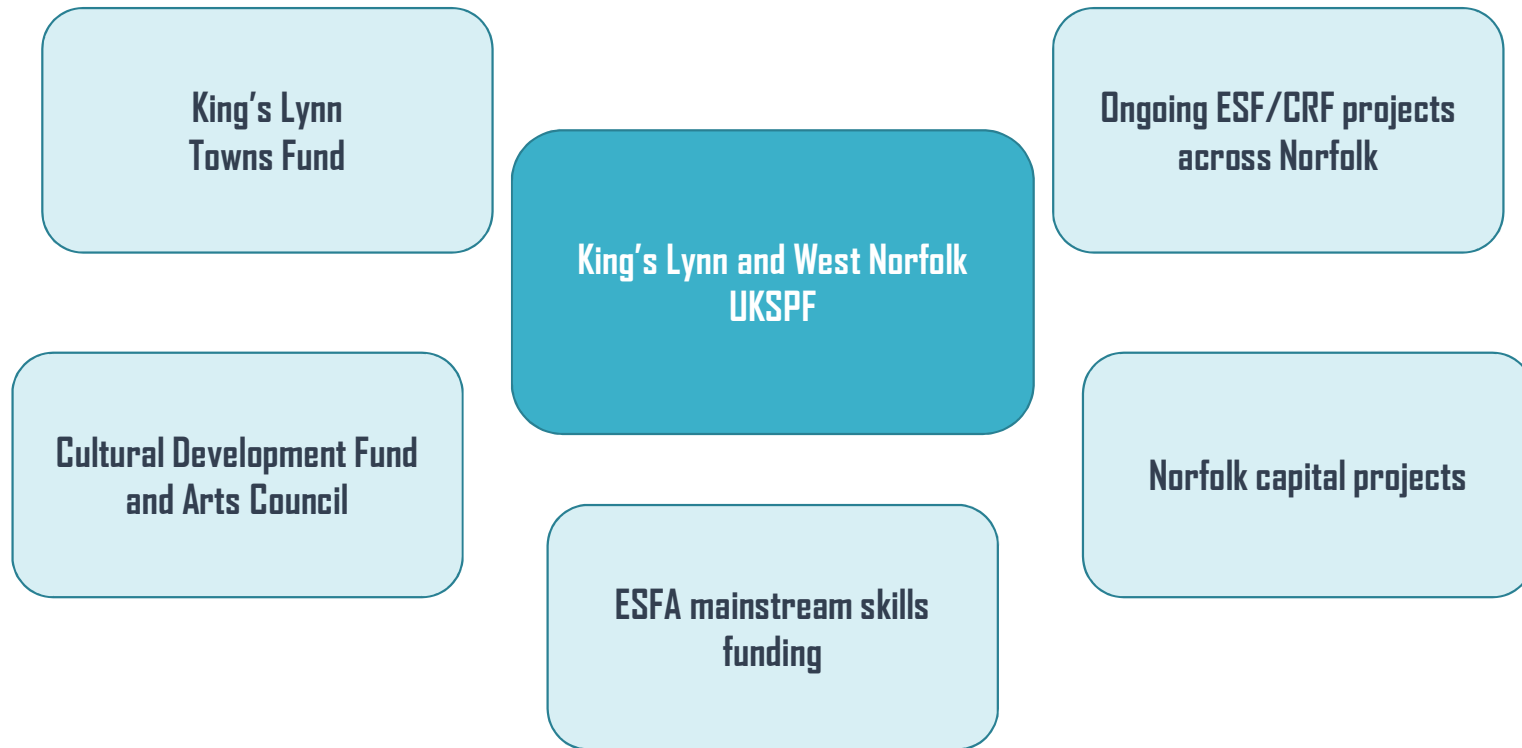 King’s Lynn
Towns Fund
Ongoing ESF/CRF projects
across Norfolk
King’s Lynn and West Norfolk
UKSPF
Cultural Development Fund
and Arts Council
Norfolk capital projects
ESFA mainstream skills
funding